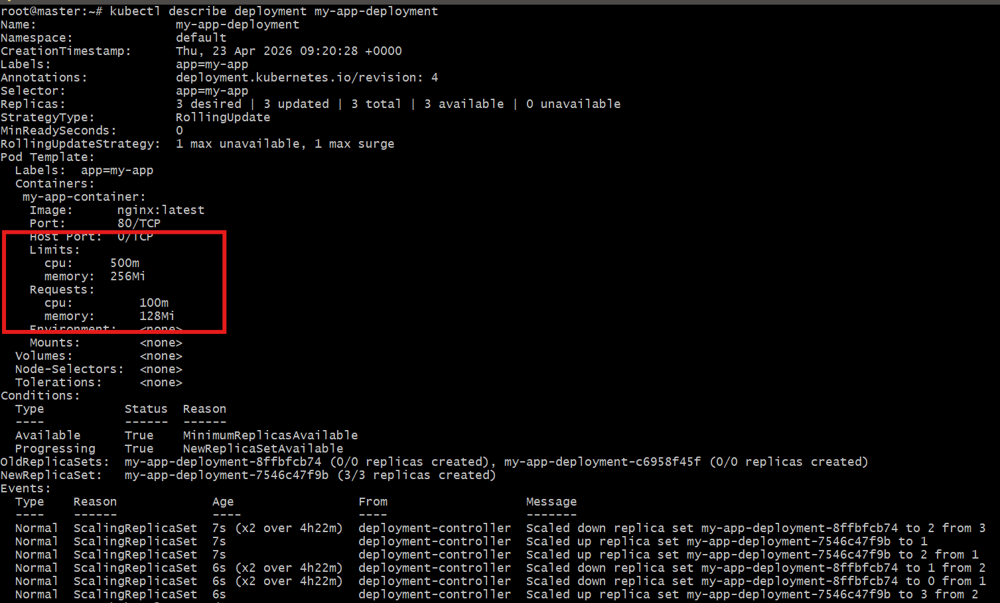 root@master:~# kubectl describe deployment my-app-deployment
Name:                   my-app-deployment
Namespace:              default
CreationTimestamp:      Thu, 23 Apr 2026 09:20:28 +0000
Labels:                 app=my-app
Annotations:            deployment.kubernetes.io/revision: 4
Selector:               app=my-app
Replicas:               3 desired | 3 updated | 3 total | 3 available | 0 unavailable
StrategyType:           RollingUpdate
MinReadySeconds:        0
RollingUpdateStrategy:  1 max unavailable, 1 max surge
Pod Template:
  Labels:  app=my-app
  Containers:
   my-app-container:
    Image:      nginx:latest
    Port:       80/TCP
    Host Port:  0/TCP
    Limits:
      cpu:     500m
      memory:  256Mi
    Requests:
      cpu:         100m
      memory:      128Mi
    Environment:   <none>
    Mounts:        <none>
  Volumes:         <none>
  Node-Selectors:  <none>
  Tolerations:     <none>
Conditions:
  Type           Status  Reason
  ----           ------  ------
  Available      True    MinimumReplicasAvailable
  Progressing    True    NewReplicaSetAvailable
OldReplicaSets:  my-app-deployment-8ffbfcb74 (0/0 replicas created), my-app-deployment-c6958f45f (0/0 replicas created)
NewReplicaSet:   my-app-deployment-7546c47f9b (3/3 replicas created)
Events:
  Type    Reason             Age                 From                   Message
  ----    ------             ----                ----                   -------
  Normal  ScalingReplicaSet  7s (x2 over 4h22m)  deployment-controller  Scaled down replica set my-app-deployment-8ffbfcb74 to 2 from 3
  Normal  ScalingReplicaSet  7s                  deployment-controller  Scaled up replica set my-app-deployment-7546c47f9b to 1
  Normal  ScalingReplicaSet  7s                  deployment-controller  Scaled up replica set my-app-deployment-7546c47f9b to 2 from 1
  Normal  ScalingReplicaSet  6s (x2 over 4h22m)  deployment-controller  Scaled down replica set my-app-deployment-8ffbfcb74 to 1 from 2
  Normal  ScalingReplicaSet  6s (x2 over 4h22m)  deployment-controller  Scaled down replica set my-app-deployment-8ffbfcb74 to 0 from 1
  Normal  ScalingReplicaSet  6s                  deployment-controller  Scaled up replica set my-app-deployment-7546c47f9b to 3 from 2